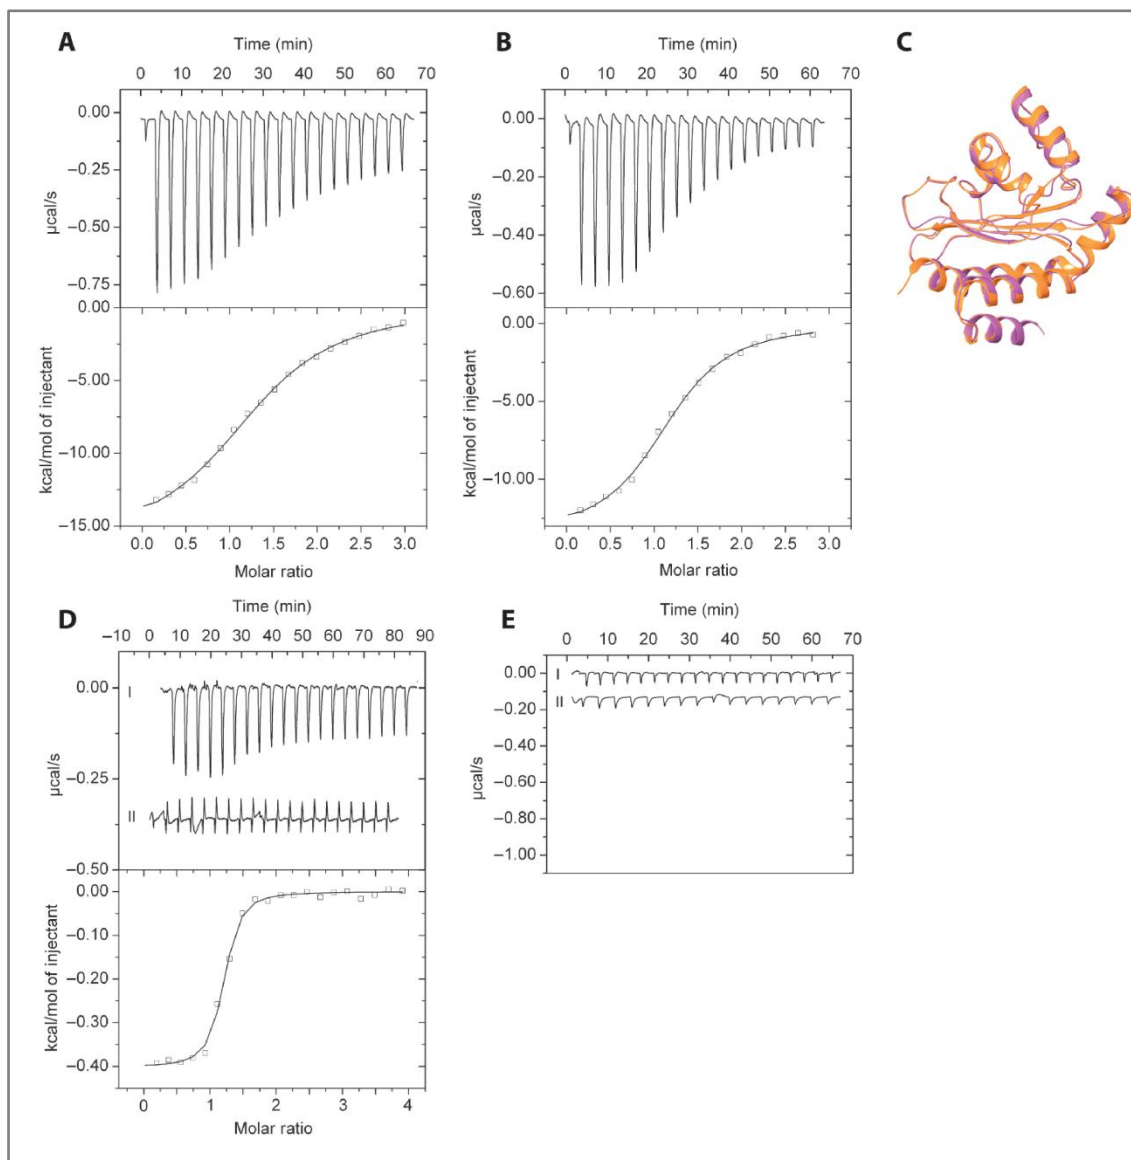 A
Time (min)
0 10 20 30 40 50 60 70
0.00
−0.25
−0.50
−0.75
µcal/s
0.00
−5.00
−10.00
−15.00
kcal/mol of injectant
0.0 0.5 1.0 1.5 2.0 2.5 3.0
Molar ratio
B
Time (min)
0 10 20 30 40 50 60 70
0.00
−0.20
−0.40
−0.60
µcal/s
0.00
−5.00
−10.00
kcal/mol of injectant
0.0 0.5 1.0 1.5 2.0 2.5 3.0
Molar ratio
C
D
Time (min)
−10 0 10 20 30 40 50 60 70 80 90
0.00
−0.25
−0.50
µcal/s
I
II
0.00
−0.10
−0.20
−0.30
−0.40
kcal/mol of injectant
0 1 2 3 4
Molar ratio
E
Time (min)
0 10 20 30 40 50 60 70
0.00
−0.20
−0.40
−0.60
−0.80
−1.00
µcal/s
I
II